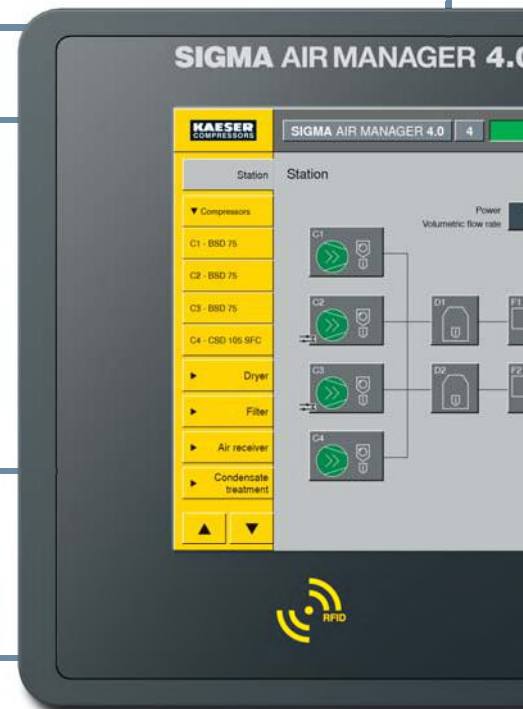 SIGMA AIR MANAGER 4.0
KAESER
COMPRESSORS
SIGMA AIR MANAGER 4.0
4
Station
Station
▼ Compressors
Power
Volumetric flow rate
C1 - BSD 75
C2 - BSD 75
C3 - BSD 75
C4 - CSD 105 SFC
C1
C2
D1
F1
C3
D2
F2
C4
► Dryer
► Filter
► Air receiver
► Condensate
treatment
▲ ▼
RFID